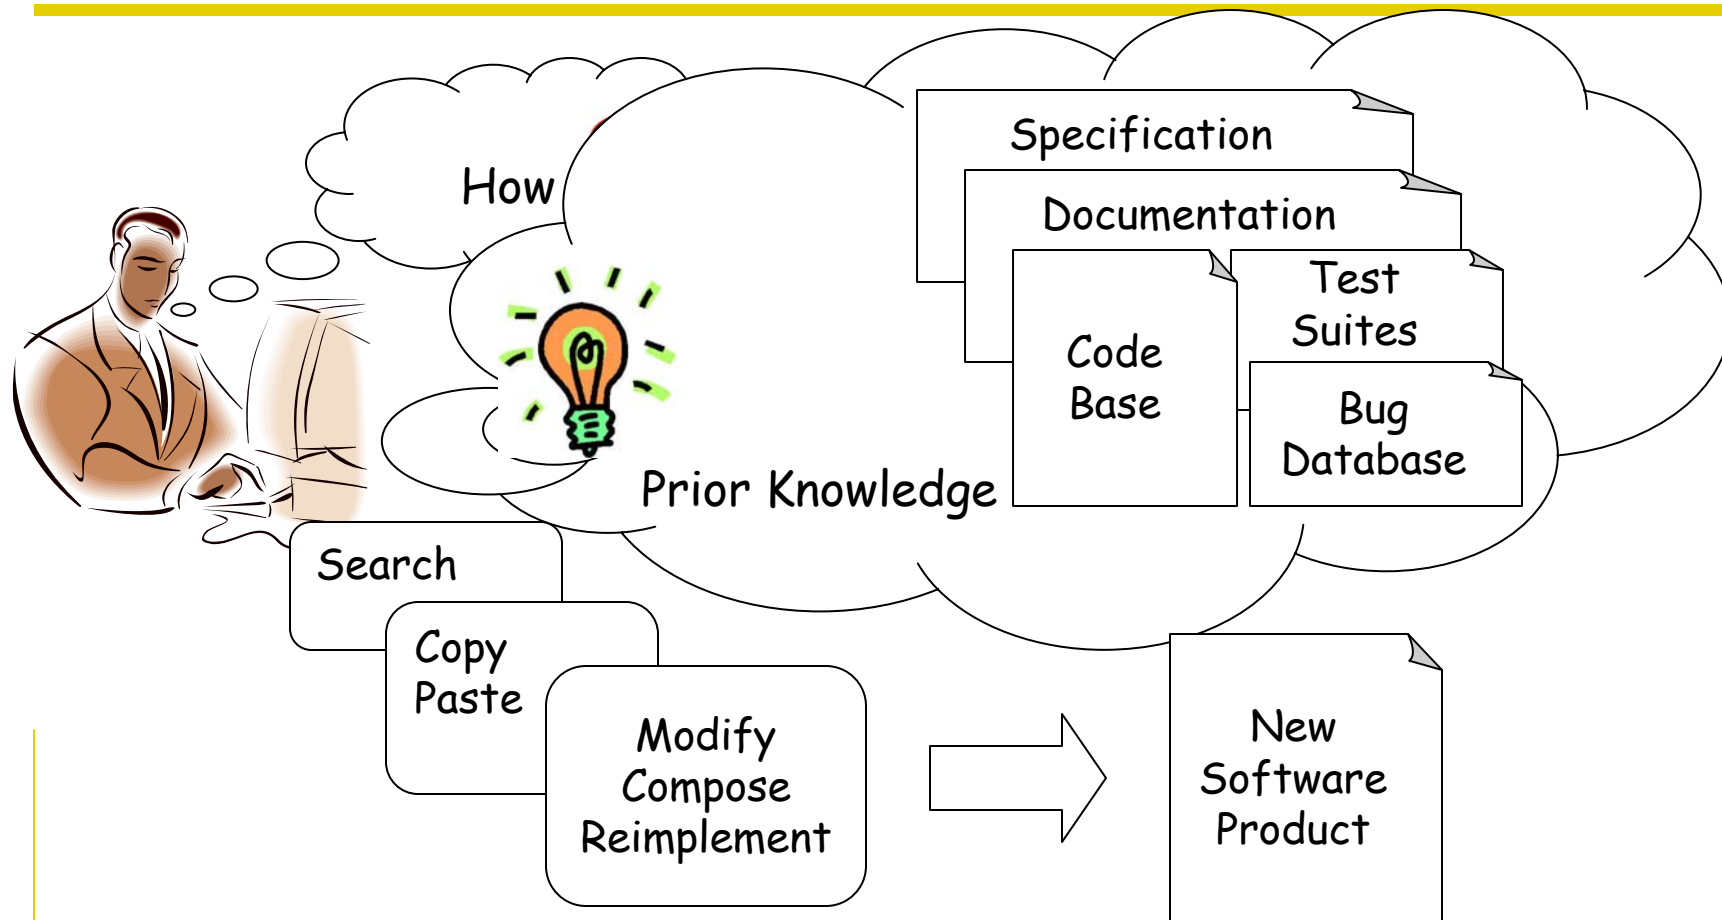 How
Specification
Documentation
Test
Suites
Code
Base
Bug
Database
Prior Knowledge
Search
Copy
Paste
Modify
Compose
Reimplement
New
Software
Product